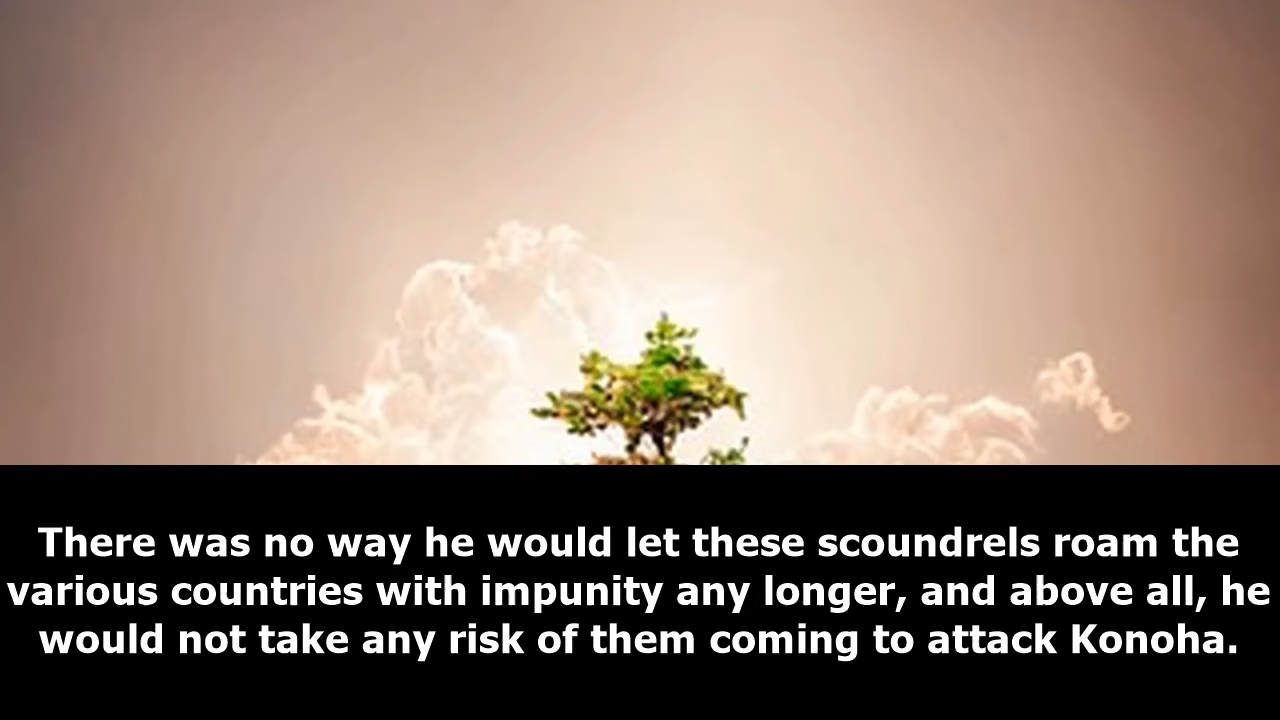 There was no way he would let these scoundrels roam the
various countries with impunity any longer, and above all, he
would not take any risk of them coming to attack Konoha.